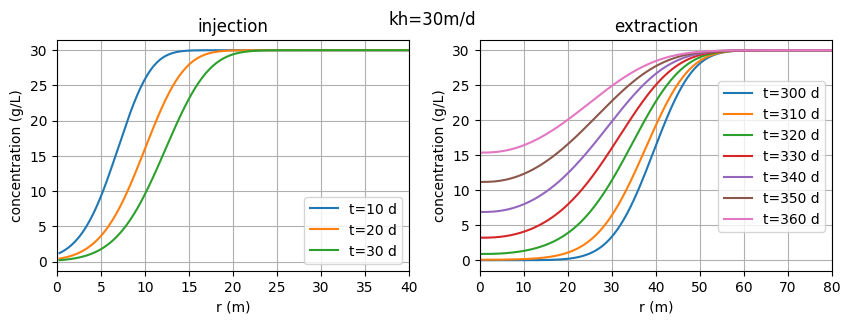 kh=30m/d
injection
concentration (g/L)
30
25
20
15
10
5
0
0 5 10 15 20 25 30 35 40
r (m)
t=10 d
t=20 d
t=30 d
extraction
concentration (g/L)
30
25
20
15
10
5
0
0 10 20 30 40 50 60 70 80
r (m)
t=300 d
t=310 d
t=320 d
t=330 d
t=340 d
t=350 d
t=360 d